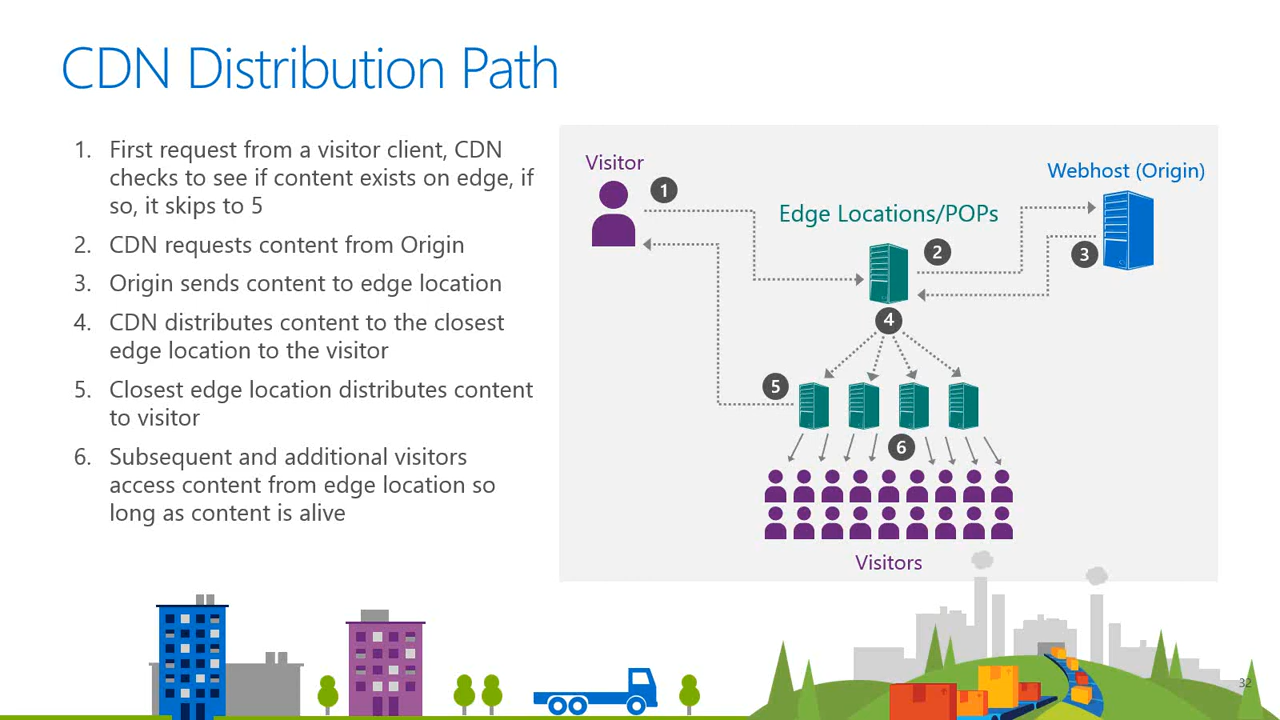 CDN Distribution Path
1. First request from a visitor client, CDN
checks to see if content exists on edge, if
so, it skips to 5
2. CDN requests content from Origin
3. Origin sends content to edge location
4. CDN distributes content to the closest
edge location to the visitor
5. Closest edge location distributes content
to visitor
6. Subsequent and additional visitors
access content from edge location so
long as content is alive
Visitor
1
Webhost (Origin)
Edge Locations/POPs
2
3
4
5
6
Visitors
32